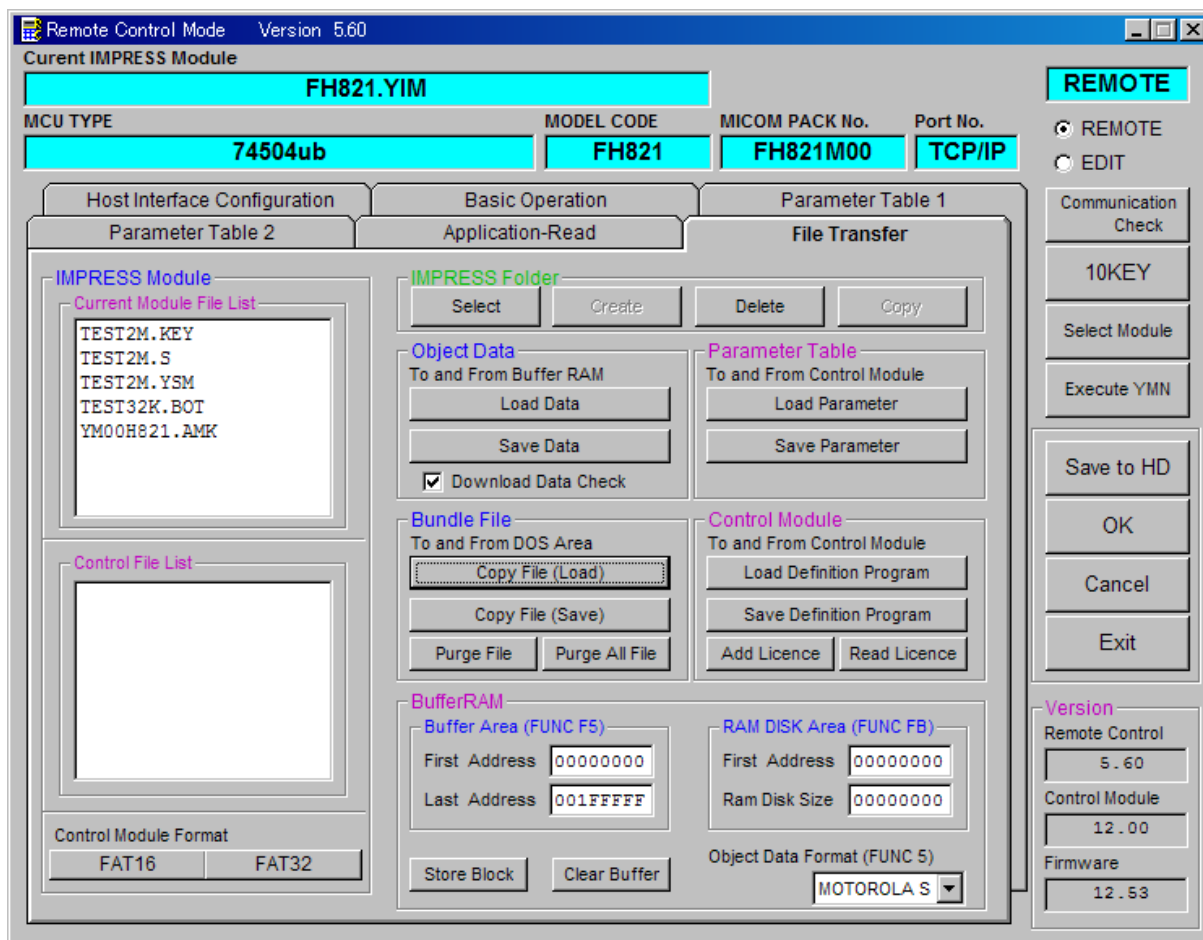 Remote Control Mode Version 5.60
Curent IMPRESS Module
FH821.YIM
REMOTE
MCU TYPE
MODEL CODE
MICOM PACK No.
Port No.
74504ub
FH821
FH821M00
TCP/IP
REMOTE
EDIT
Host Interface Configuration
Basic Operation
Parameter Table 1
Parameter Table 2
Application-Read
File Transfer
IMPRESS Module
Current Module File List
TEST2M.KEY
TEST2M.S
TEST2M.YSM
TEST32K.BOT
YM00H821.AMK
Control File List
Control Module Format
FAT16
FAT32
IMPRESS Folder
Select
Create
Delete
Copy
Object Data
To and From Buffer RAM
Load Data
Save Data
Download Data Check
Parameter Table
To and From Control Module
Load Parameter
Save Parameter
Bundle File
To and From DOS Area
Copy File (Load)
Copy File (Save)
Purge File
Purge All File
Control Module
To and From Control Module
Load Definition Program
Save Definition Program
Add Licence
Read Licence
BufferRAM
Buffer Area (FUNC F5)
First Address 00000000
Last Address 001FFFFF
RAM DISK Area (FUNC FB)
First Address 00000000
Ram Disk Size 00000000
Store Block
Clear Buffer
Object Data Format (FUNC 5)
MOTOROLA S
Communication
Check
10KEY
Select Module
Execute YMN
Save to HD
OK
Cancel
Exit
Version
Remote Control
5.60
Control Module
12.00
Firmware
12.53